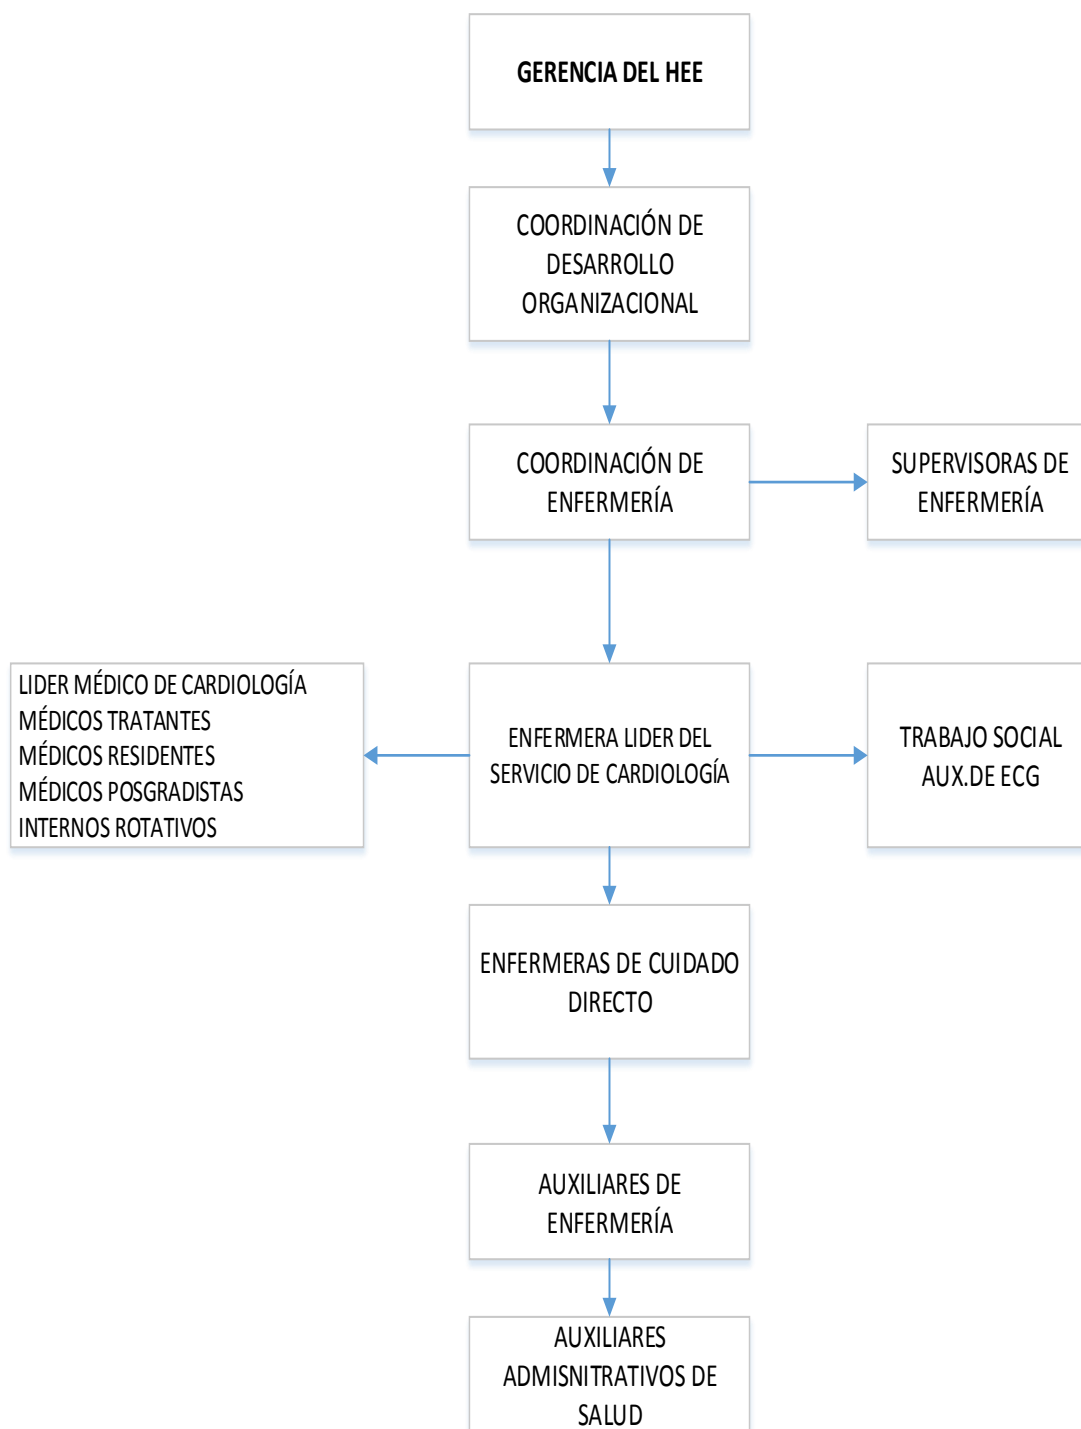 GERENCIA DEL HEE
COORDINACIÓN DE
DESARROLLO
ORGANIZACIONAL
COORDINACIÓN DE
ENFERMERÍA
SUPERVISORAS DE
ENFERMERÍA
LIDER MÉDICO DE CARDIOLOGÍA
MÉDICOS TRATANTES
MÉDICOS RESIDENTES
MÉDICOS POSGRADISTAS
INTERNOS ROTATIVOS
ENFERMERA LIDER DEL
SERVICIO DE CARDIOLOGÍA
TRABAJO SOCIAL
AUX.DE ECG
ENFERMERAS DE CUIDADO
DIRECTO
AUXILIARES DE
ENFERMERÍA
AUXILIARES
ADMISNITRATIVOS DE
SALUD